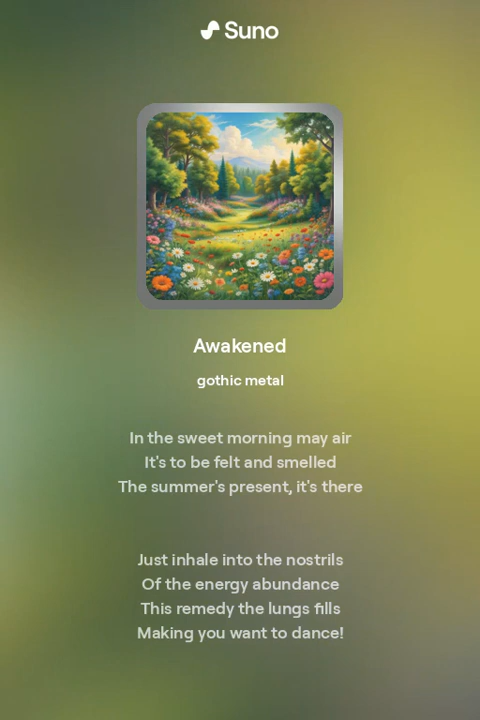 Suno
Awakened
gothic metal
In the sweet morning may air
It's to be felt and smelled
The summer's present, it's there
Just inhale into the nostrils
Of the energy abundance
This remedy the lungs fills
Making you want to dance!